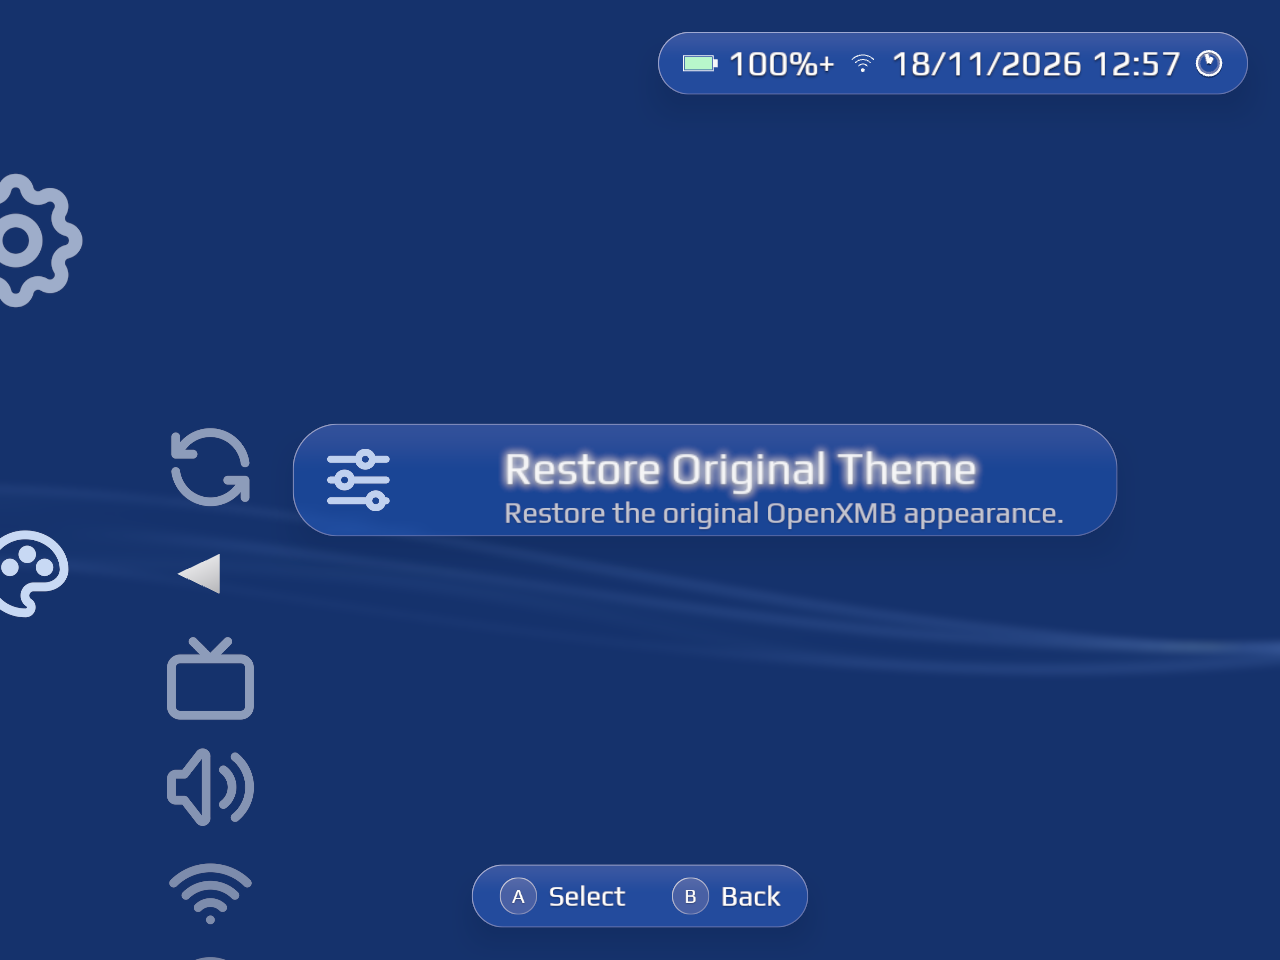 100%+ 18/11/2026 12:57
Restore Original Theme
Restore the original OpenXMB appearance.
A Select B Back